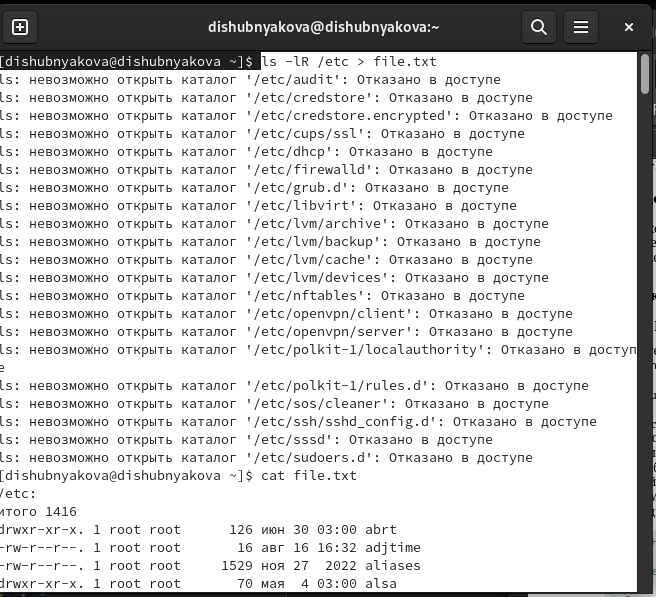 dishubnyakova@dishubnyakova:~
[dishubnyakova@dishubnyakova ~]$ ls -lR /etc > file.txt
ls: невозможно открыть каталог '/etc/audit': Отказано в доступе
ls: невозможно открыть каталог '/etc/credstore': Отказано в доступе
ls: невозможно открыть каталог '/etc/credstore.encrypted': Отказано в доступе
ls: невозможно открыть каталог '/etc/cups/ssl': Отказано в доступе
ls: невозможно открыть каталог '/etc/dhcp': Отказано в доступе
ls: невозможно открыть каталог '/etc/firewalld': Отказано в доступе
ls: невозможно открыть каталог '/etc/grub.d': Отказано в доступе
ls: невозможно открыть каталог '/etc/libvirt': Отказано в доступе
ls: невозможно открыть каталог '/etc/lvm/archive': Отказано в доступе
ls: невозможно открыть каталог '/etc/lvm/backup': Отказано в доступе
ls: невозможно открыть каталог '/etc/lvm/cache': Отказано в доступе
ls: невозможно открыть каталог '/etc/lvm/devices': Отказано в доступе
ls: невозможно открыть каталог '/etc/nftables': Отказано в доступе
ls: невозможно открыть каталог '/etc/openvpn/client': Отказано в доступе
ls: невозможно открыть каталог '/etc/openvpn/server': Отказано в доступе
ls: невозможно открыть каталог '/etc/polkit-1/localauthority': Отказано в доступ
е
ls: невозможно открыть каталог '/etc/polkit-1/rules.d': Отказано в доступе
ls: невозможно открыть каталог '/etc/sos/cleaner': Отказано в доступе
ls: невозможно открыть каталог '/etc/ssh/sshd_config.d': Отказано в доступе
ls: невозможно открыть каталог '/etc/sssd': Отказано в доступе
ls: невозможно открыть каталог '/etc/sudoers.d': Отказано в доступе
[dishubnyakova@dishubnyakova ~]$ cat file.txt
/etc:
итого 1416
drwxr-xr-x. 1 root root      126 июн 30 03:00 abrt
-rw-r--r--. 1 root root       16 авг 16 16:32 adjtime
-rw-r--r--. 1 root root     1529 ноя 27  2022 aliases
drwxr-xr-x. 1 root root       70 мая  4 03:00 alsa